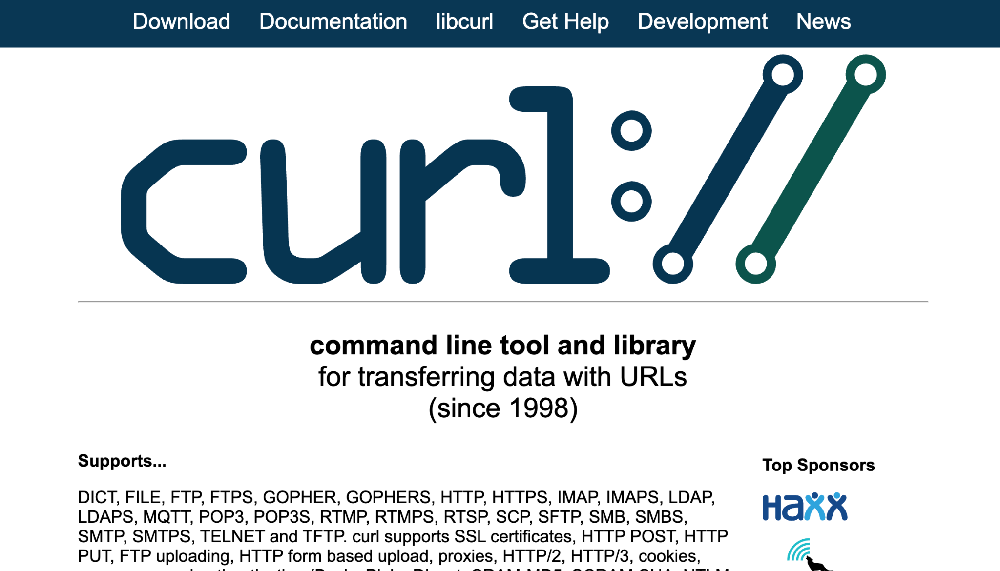 Download Documentation libcurl Get Help Development News
curl://
command line tool and library
for transferring data with URLs
(since 1998)
Supports...
DICT, FILE, FTP, FTPS, GOPHER, GOPHERS, HTTP, HTTPS, IMAP, IMAPS, LDAP,
LDAPS, MQTT, POP3, POP3S, RTMP, RTMPS, RTSP, SCP, SFTP, SMB, SMBS,
SMTP, SMTPS, TELNET and TFTP. curl supports SSL certificates, HTTP POST, HTTP
PUT, FTP uploading, HTTP form based upload, proxies, HTTP/2, HTTP/3, cookies,
Top Sponsors
Haxx